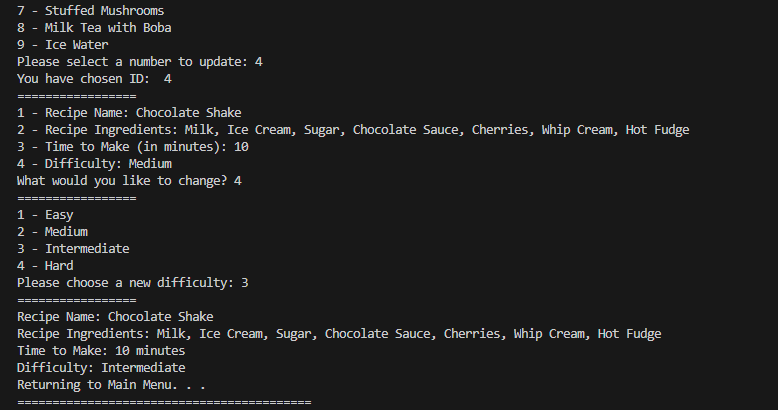 7 - Stuffed Mushrooms
8 - Milk Tea with Boba
9 - Ice Water
Please select a number to update: 4
You have chosen ID:  4
=================
1 - Recipe Name: Chocolate Shake
2 - Recipe Ingredients: Milk, Ice Cream, Sugar, Chocolate Sauce, Cherries, Whip Cream, Hot Fudge
3 - Time to Make (in minutes): 10
4 - Difficulty: Medium
What would you like to change? 4
=================
1 - Easy
2 - Medium
3 - Intermediate
4 - Hard
Please choose a new difficulty: 3
=================
Recipe Name: Chocolate Shake
Recipe Ingredients: Milk, Ice Cream, Sugar, Chocolate Sauce, Cherries, Whip Cream, Hot Fudge
Time to Make: 10 minutes
Difficulty: Intermediate
Returning to Main Menu. . .
==========================================